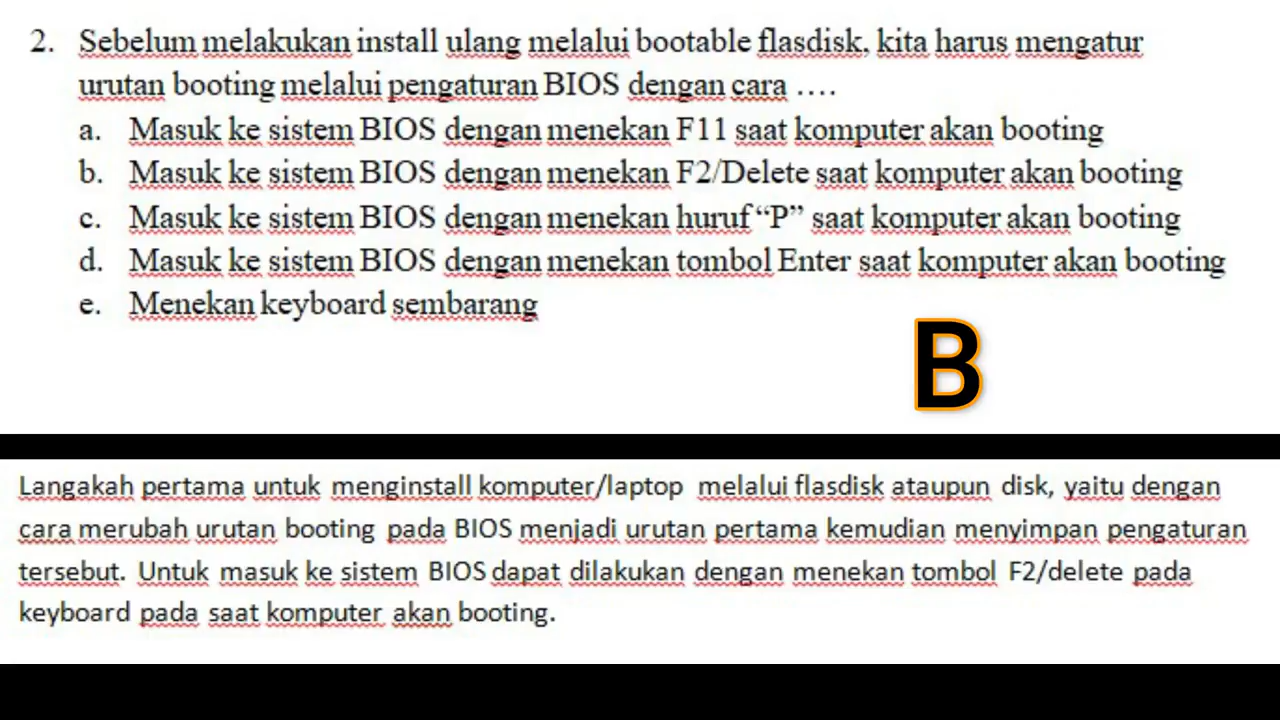 2. Sebelum melakukan install ulang melalui bootable flasdisk, kita harus mengatur
urutan booting melalui pengaturan BIOS dengan cara ....
a. Masuk ke sistem BIOS dengan menekan F11 saat komputer akan booting
b. Masuk ke sistem BIOS dengan menekan F2/Delete saat komputer akan booting
c. Masuk ke sistem BIOS dengan menekan huruf “P” saat komputer akan booting
d. Masuk ke sistem BIOS dengan menekan tombol Enter saat komputer akan booting
e. Menekan keyboard sembarang
B
Langakah pertama untuk menginstall komputer/laptop melalui flasdisk ataupun disk, yaitu dengan
cara merubah urutan booting pada BIOS menjadi urutan pertama kemudian menyimpan pengaturan
tersebut. Untuk masuk ke sistem BIOS dapat dilakukan dengan menekan tombol F2/delete pada
keyboard pada saat komputer akan booting.